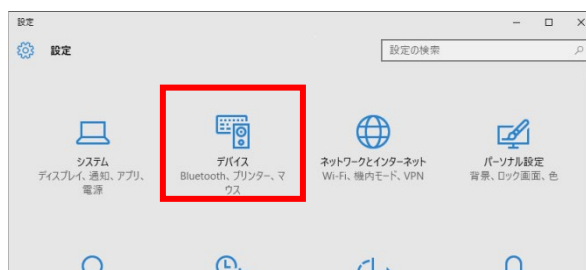 設定
設定
設定の検索
システム
ディスプレイ、通知、アプリ、
電源
デバイス
Bluetooth、プリンター、マ
ウス
ネットワークとインターネット
Wi-Fi、機内モード、VPN
パーソナル設定
背景、ロック画面、色